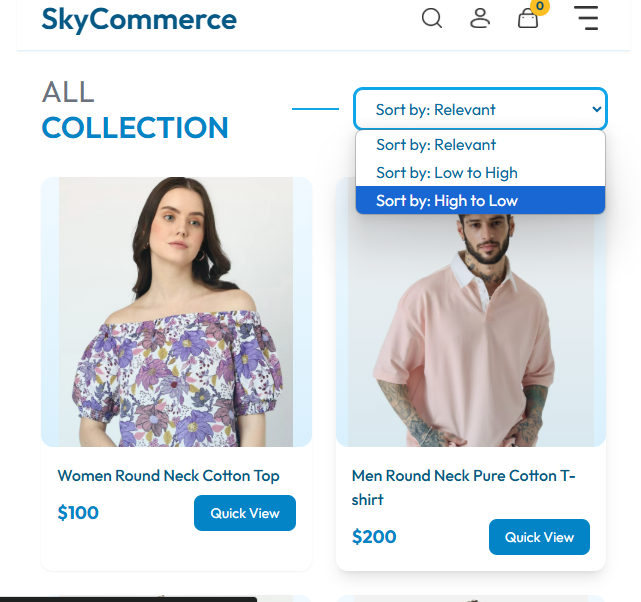 SkyCommerce
0
ALL
COLLECTION
Sort by: Relevant
Sort by: Relevant
Sort by: Low to High
Sort by: High to Low
Women Round Neck Cotton Top
$100
Quick View
Men Round Neck Pure Cotton T-
shirt
$200
Quick View